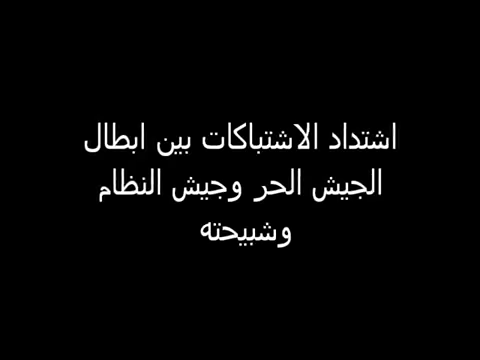 اشتداد الاشتباكات بين ابطال
الجيش الحر وجيش النظام
وشبيحته